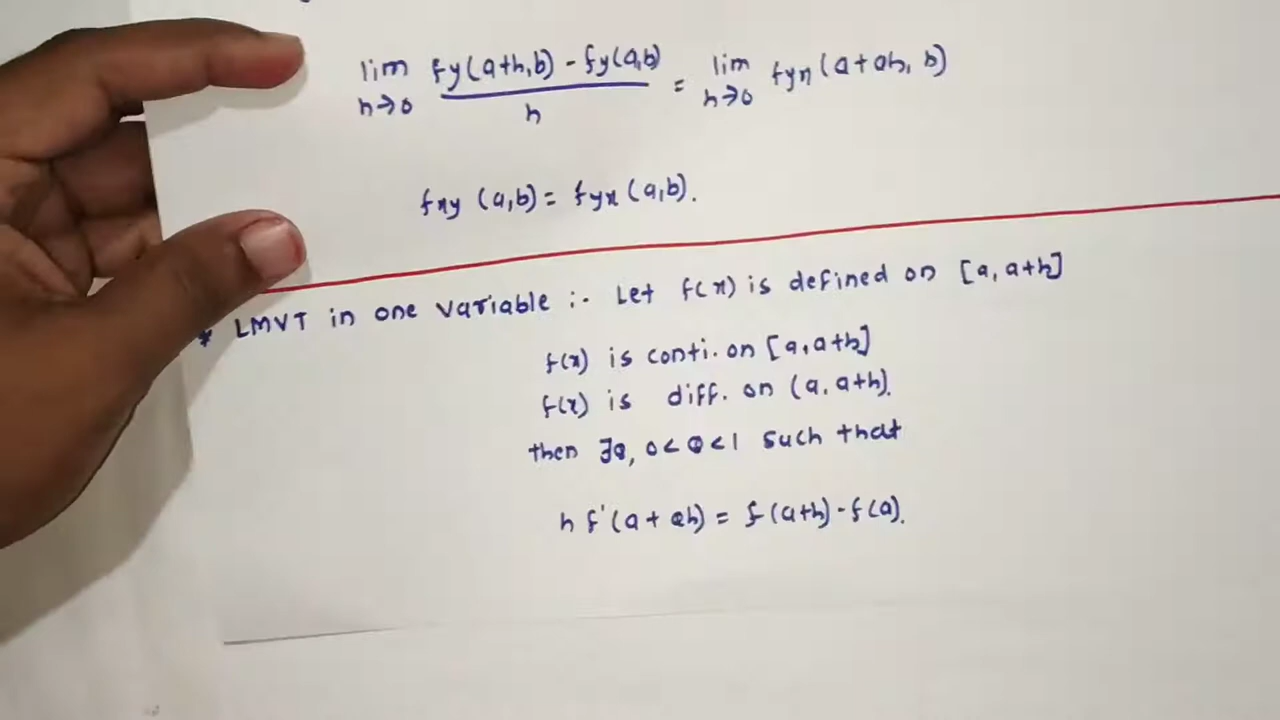 lim h→0 fy(a+h,b) - fy(a,b) / h = lim h→0 fyx(a+θh, b)
fxy (a,b) = fyx (a,b).
* LMVT in one variable :- Let f(x) is defined on [a, a+h]
f(x) is conti. on [a, a+h]
f(x) is diff. on (a, a+h).
then ∃θ, 0<θ<1 such that
h f'(a + θh) = f(a+h) - f(a).